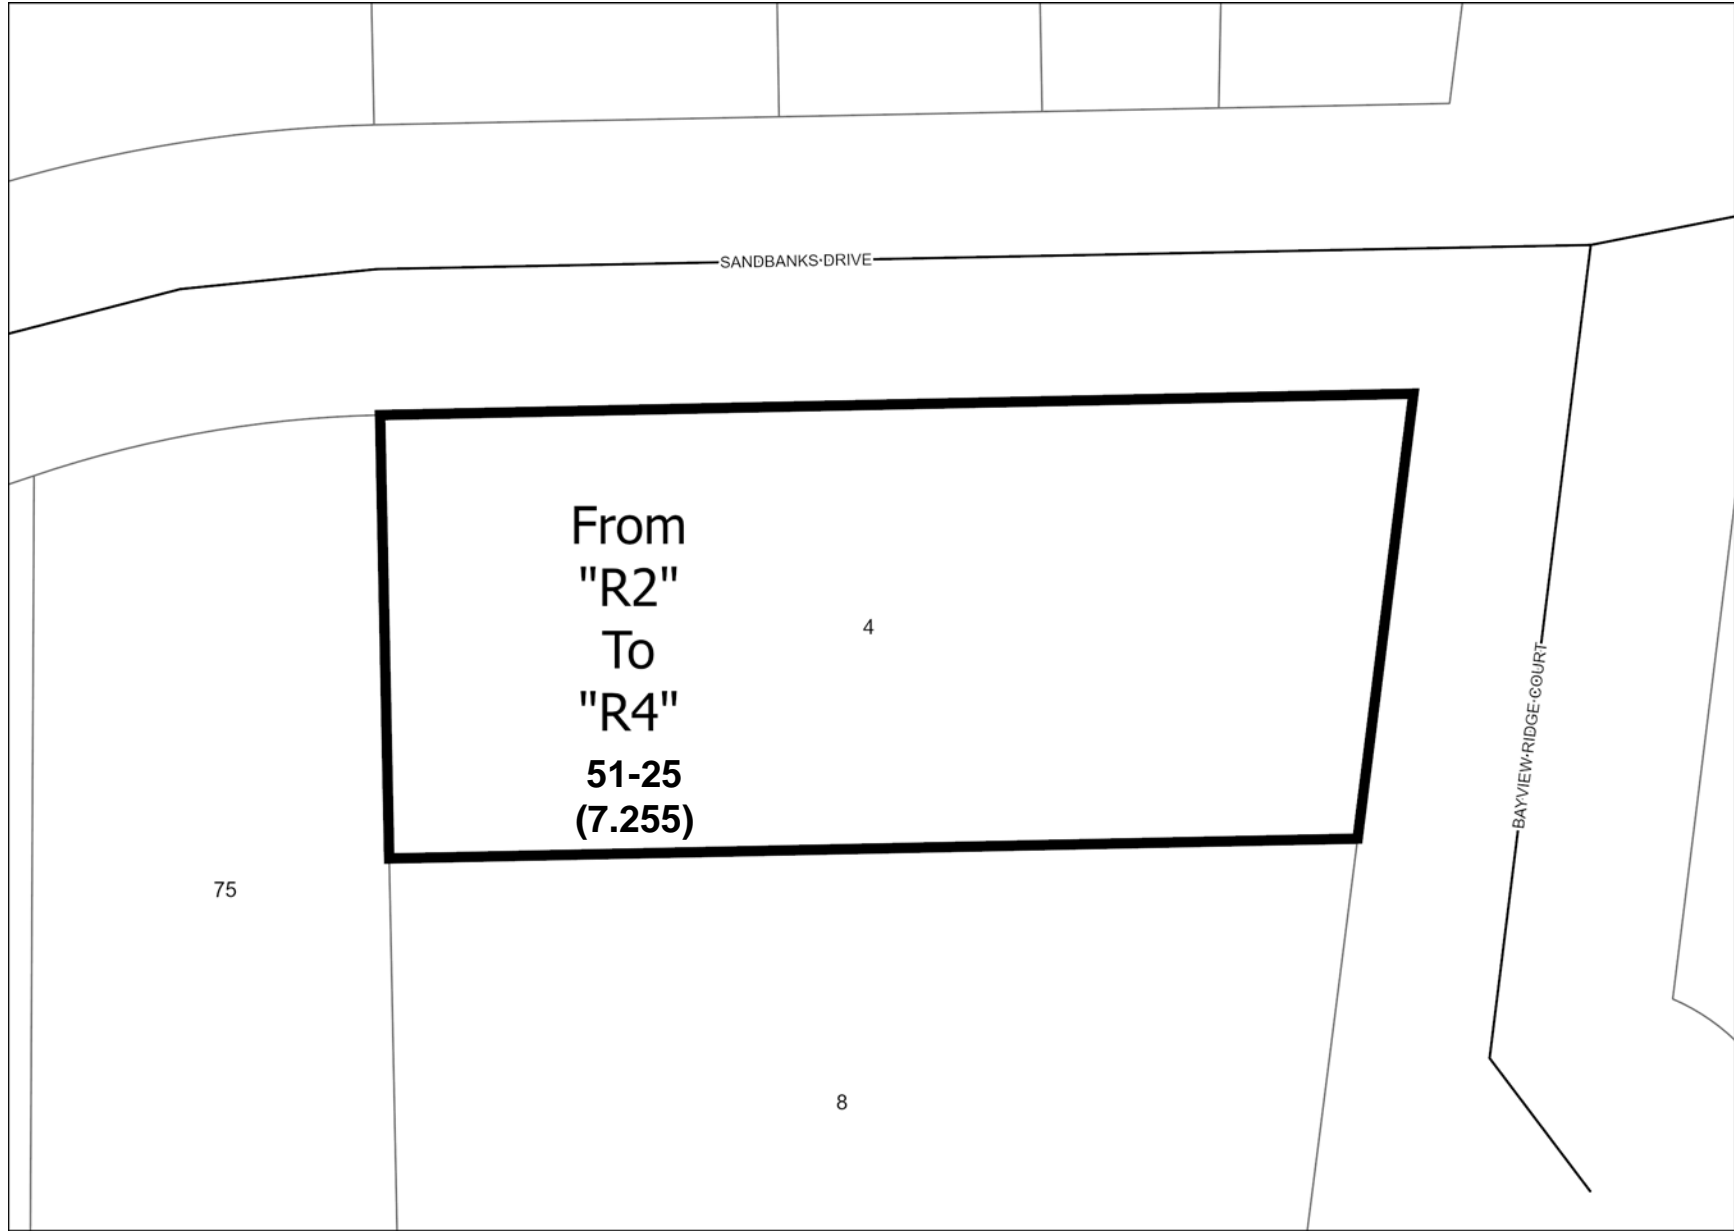 SANDBANKS DRIVE
From
"R2"
To
"R4"
51-25
(7.255)
4
BAYVIEW RIDGE COURT
75
8